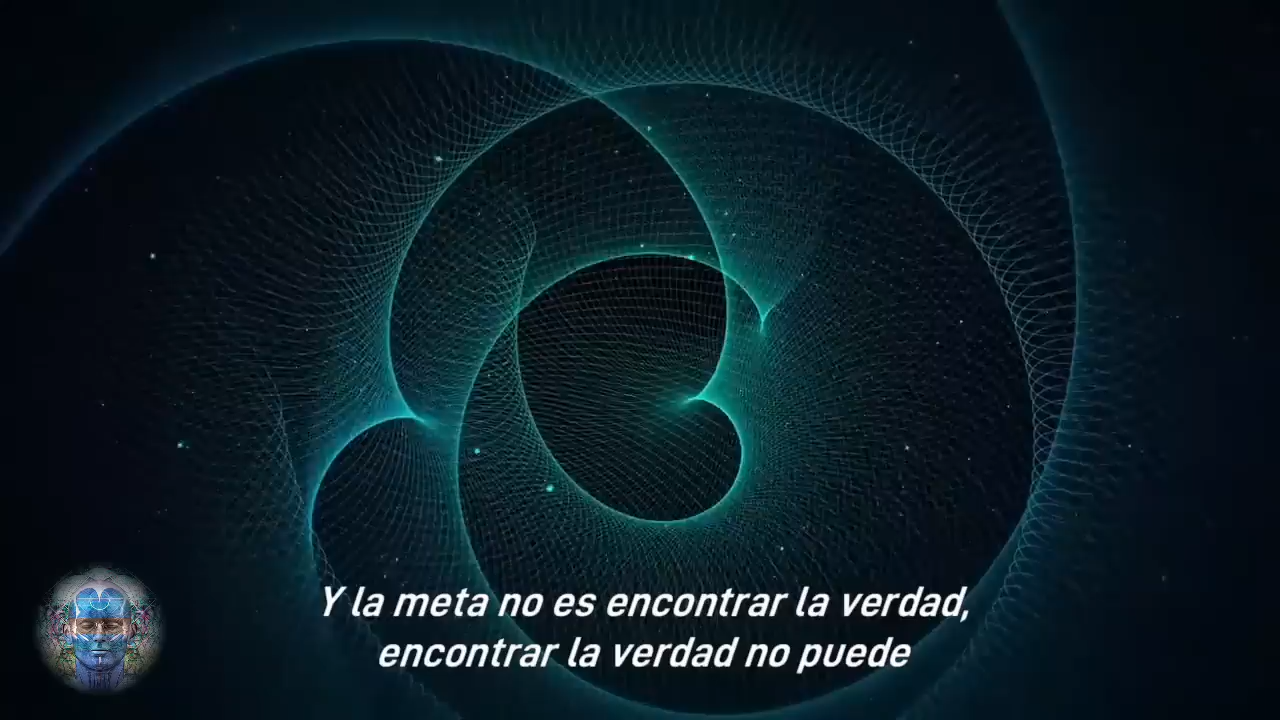 Y la meta no es encontrar la verdad,
encontrar la verdad no puede